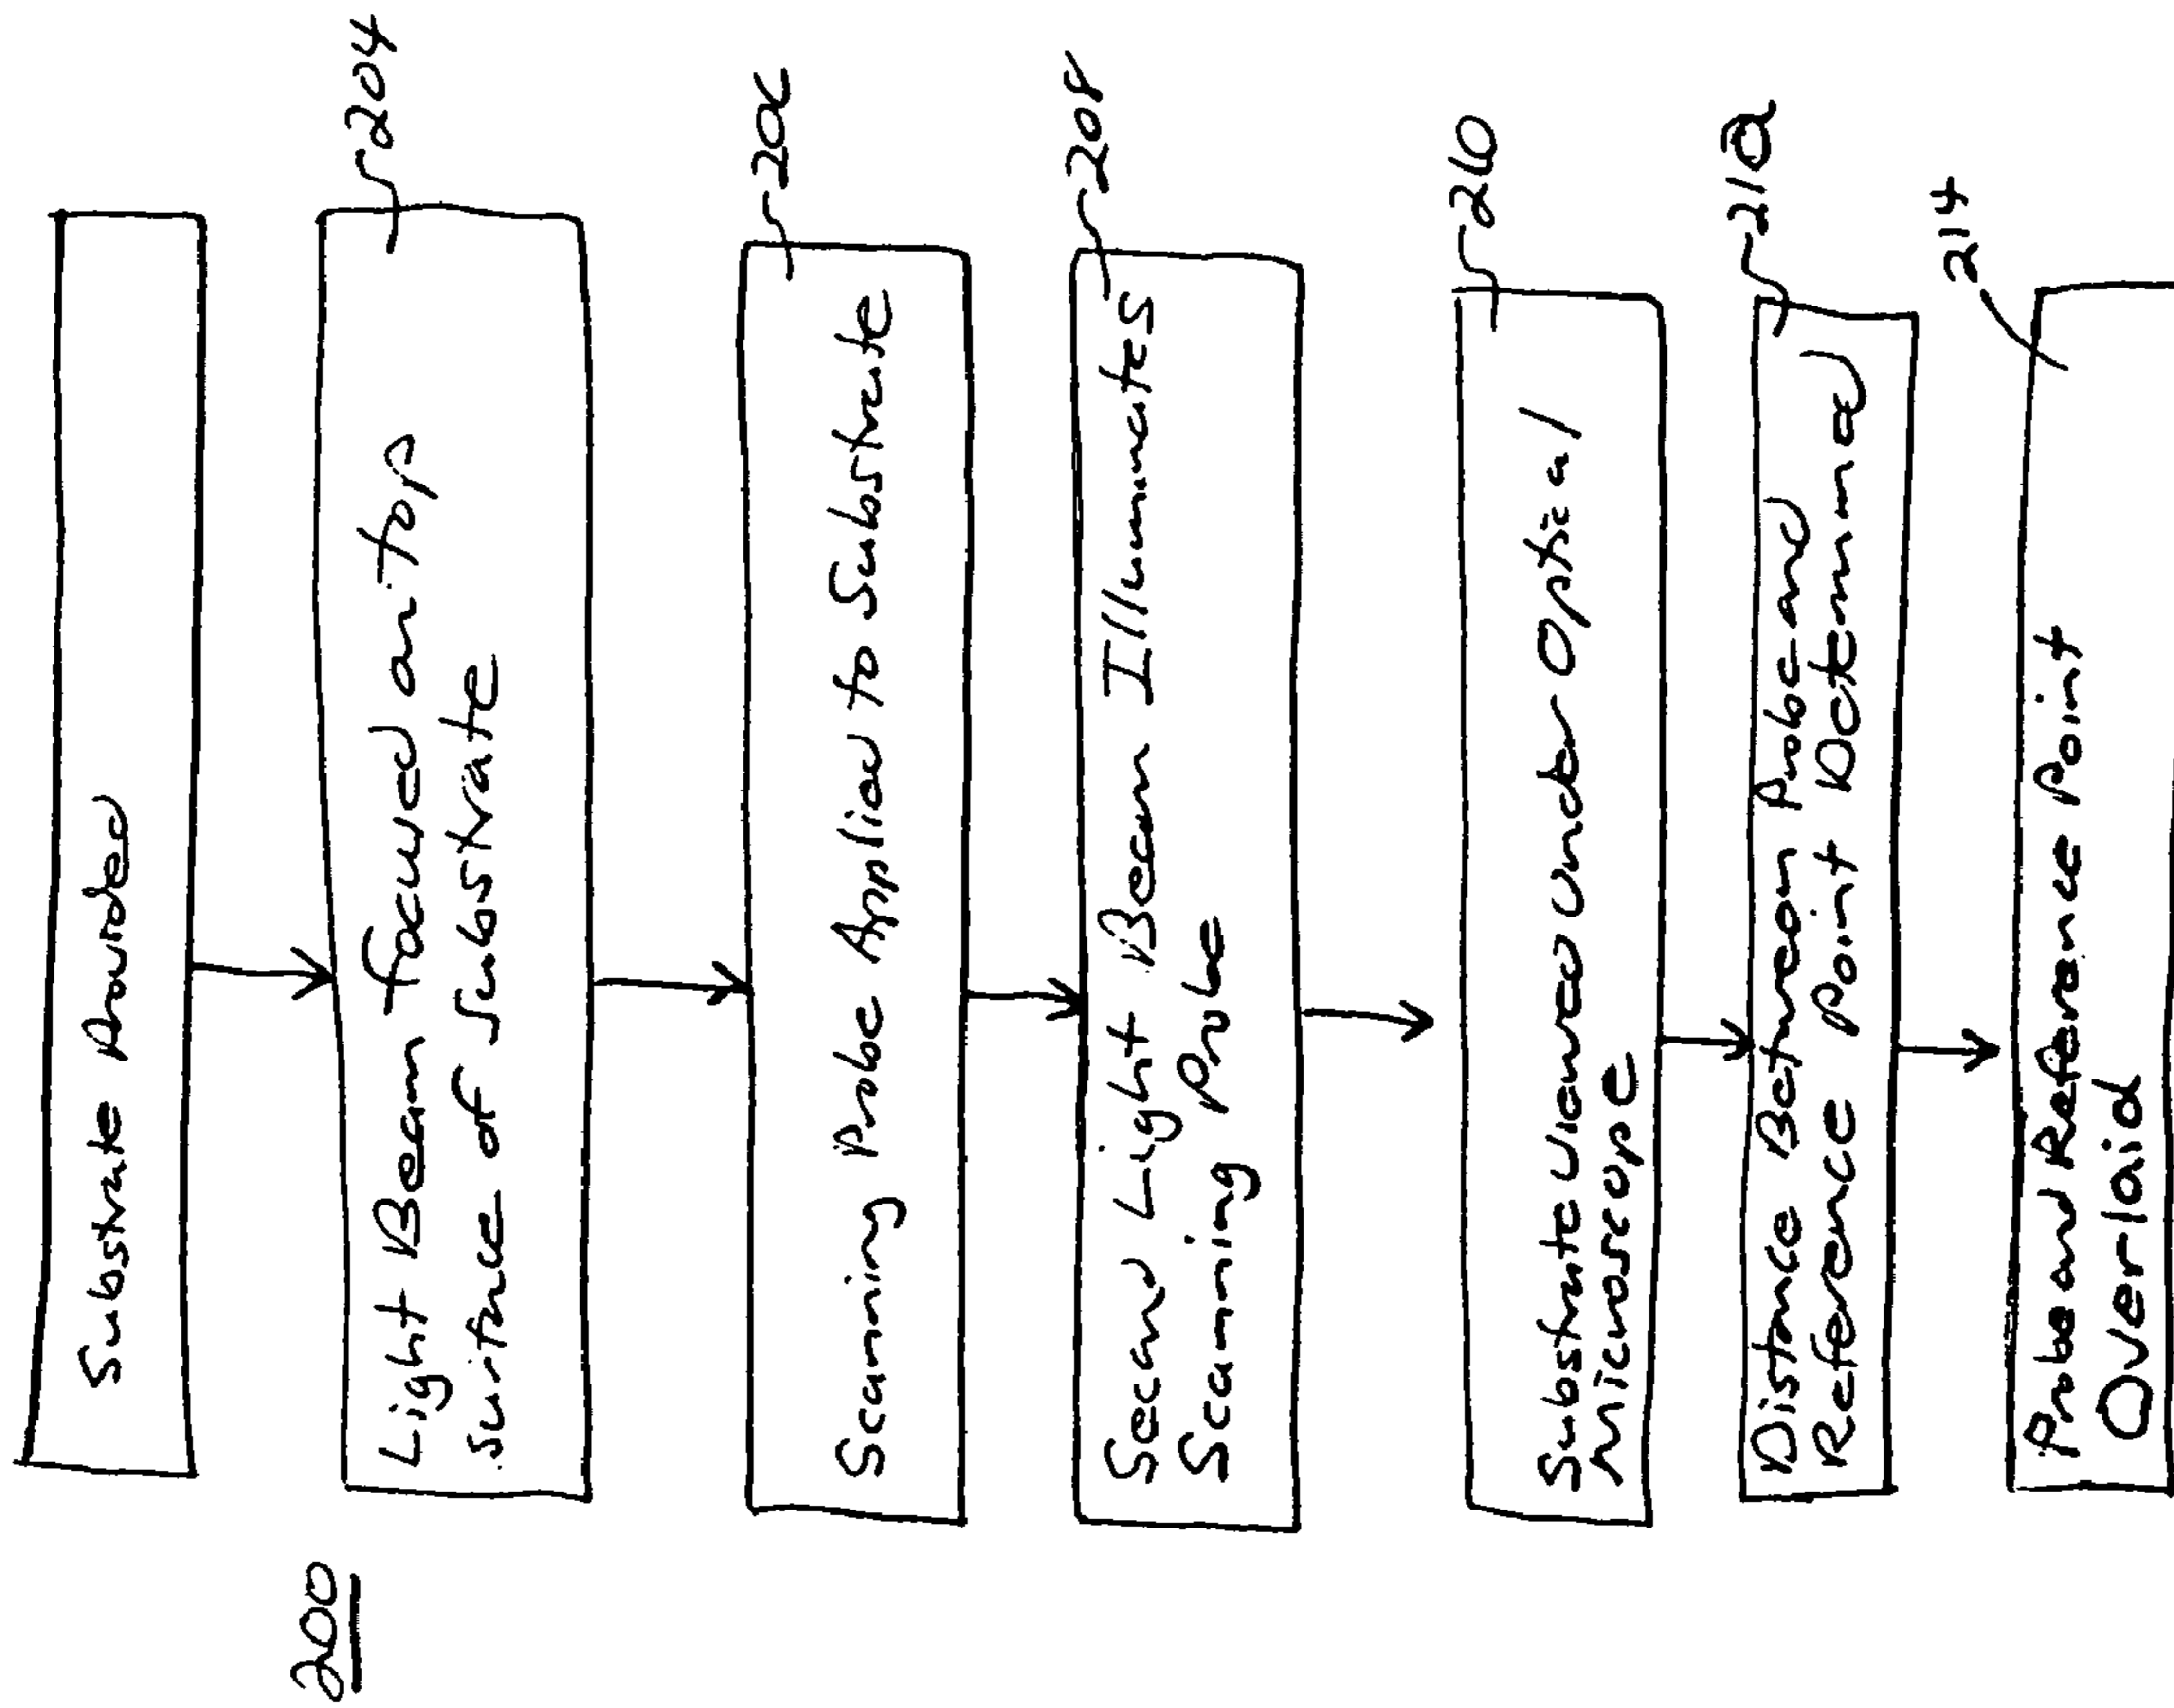 200
Substrate Provided
204
Light Beam focused on top
surface of substrate
206
Scanning Probe Applied to Substrate
208
Second Light Beam Illuminates
Scanning Probe
210
Substrate viewed under Optical
Microscope
212
Distance Between Probe and
Reference Point Determined
214
Probe and Reference Point
Overlaid